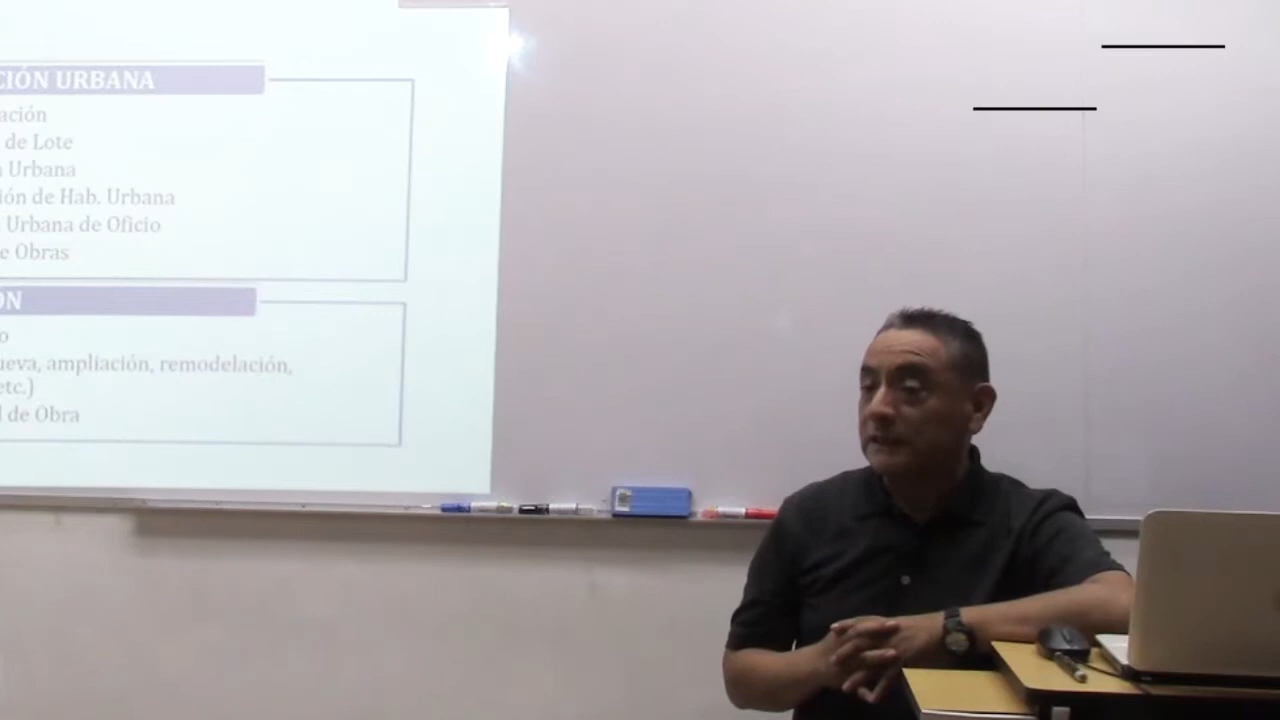 CIÓN URBANA
ación
de Lote
Urbana
ión de Hab. Urbana
Urbana de Oficio
e Obras
ÓN
o
ueva, ampliación, remodelación,
etc.)
de Obra